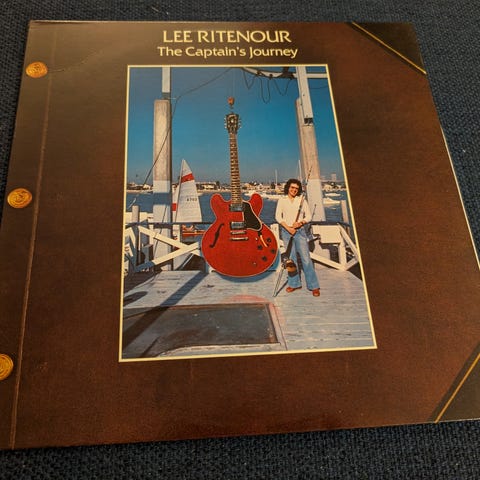 LEE RITENOUR
The Captain's Journey